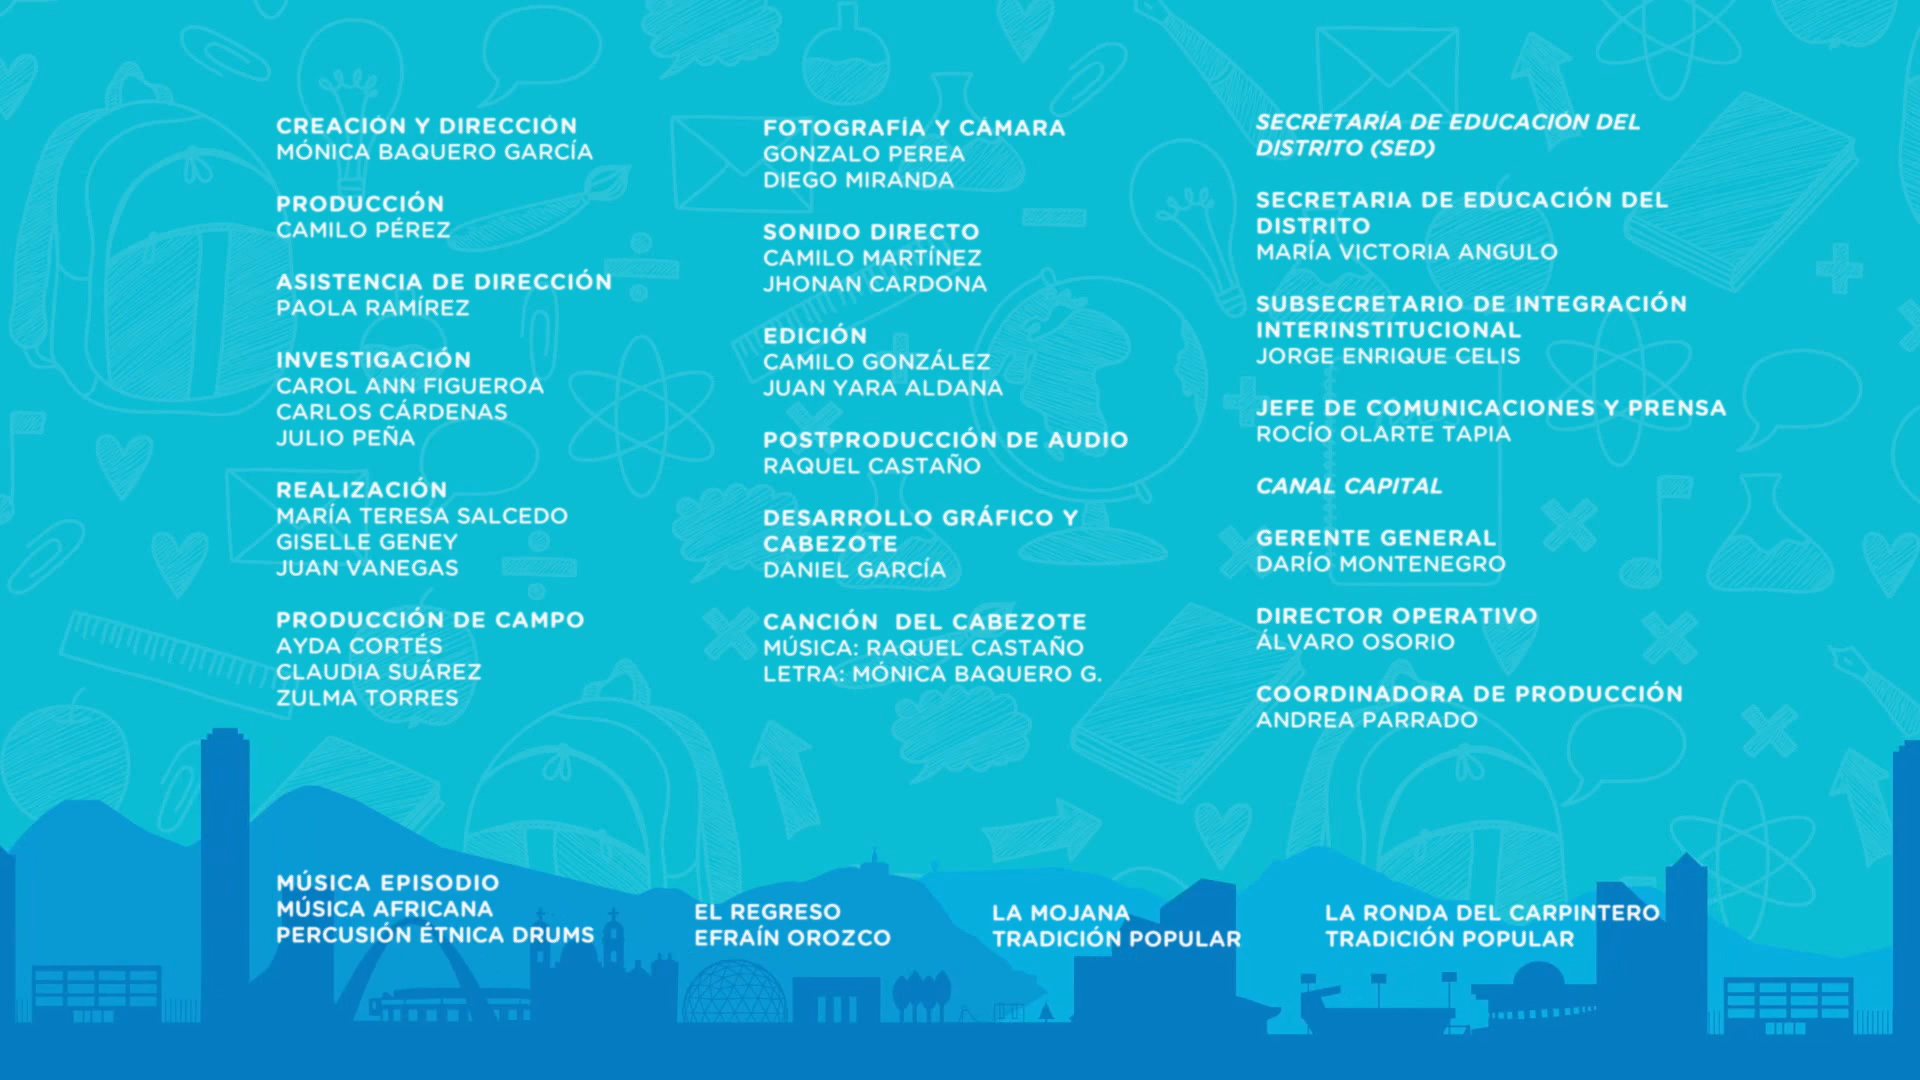 CREACIÓN Y DIRECCIÓN
MÓNICA BAQUERO GARCÍA
PRODUCCIÓN
CAMILO PÉREZ
ASISTENCIA DE DIRECCIÓN
PAOLA RAMÍREZ
INVESTIGACIÓN
CAROL ANN FIGUEROA
CARLOS CÁRDENAS
JULIO PEÑA
REALIZACIÓN
MARÍA TERESA SALCEDO
GISELLE GENEY
JUAN VANEGAS
PRODUCCIÓN DE CAMPO
AYDA CORTÉS
CLAUDIA SUÁREZ
ZULMA TORRES
FOTOGRAFÍA Y CÁMARA
GONZALO PEREA
DIEGO MIRANDA
SONIDO DIRECTO
CAMILO MARTÍNEZ
JHONAN CARDONA
EDICIÓN
CAMILO GONZÁLEZ
JUAN YARA ALDANA
POSTPRODUCCIÓN DE AUDIO
RAQUEL CASTAÑO
DESARROLLO GRÁFICO Y
CABEZOTE
DANIEL GARCÍA
CANCIÓN DEL CABEZOTE
MÚSICA: RAQUEL CASTAÑO
LETRA: MÓNICA BAQUERO G.
SECRETARÍA DE EDUCACIÓN DEL
DISTRITO (SED)
SECRETARIA DE EDUCACIÓN DEL
DISTRITO
MARÍA VICTORIA ANGULO
SUBSECRETARIO DE INTEGRACIÓN
INTERINSTITUCIONAL
JORGE ENRIQUE CELIS
JEFE DE COMUNICACIONES Y PRENSA
ROCÍO OLARTE TAPIA
CANAL CAPITAL
GERENTE GENERAL
DARÍO MONTENEGRO
DIRECTOR OPERATIVO
ÁLVARO OSORIO
COORDINADORA DE PRODUCCIÓN
ANDREA PARRADO
MÚSICA EPISODIO
MÚSICA AFRICANA
PERCUSIÓN ÉTNICA DRUMS
EL REGRESO
EFRAÍN OROZCO
LA MOJANA
TRADICIÓN POPULAR
LA RONDA DEL CARPINTERO
TRADICIÓN POPULAR